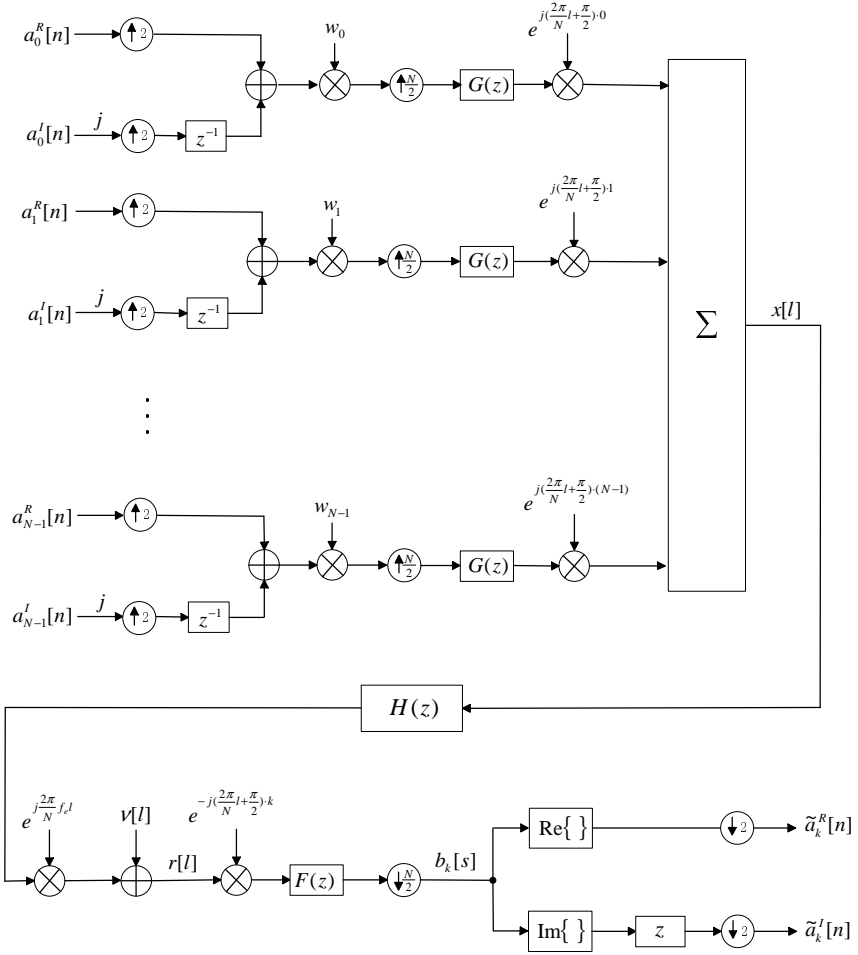 a_0^R[n] ↑2 w_0 ↑N/2 G(z) e^{j(2π/N l+π/2)·0}
a_0^I[n] j ↑2 z^{-1}
a_1^R[n] ↑2 w_1 ↑N/2 G(z) e^{j(2π/N l+π/2)·1}
a_1^I[n] j ↑2 z^{-1}
Σ x[l]
⋮
a_{N-1}^R[n] ↑2 w_{N-1} ↑N/2 G(z) e^{j(2π/N l+π/2)·(N-1)}
a_{N-1}^I[n] j ↑2 z^{-1}
H(z)
e^{j2π/N f_e l} v[l] r[l] e^{-j(2π/N l+π/2)·k} F(z) ↓N/2 b_k[s]
Re{ } ↓2 ã_k^R[n]
Im{ } z ↓2 ã_k^I[n]